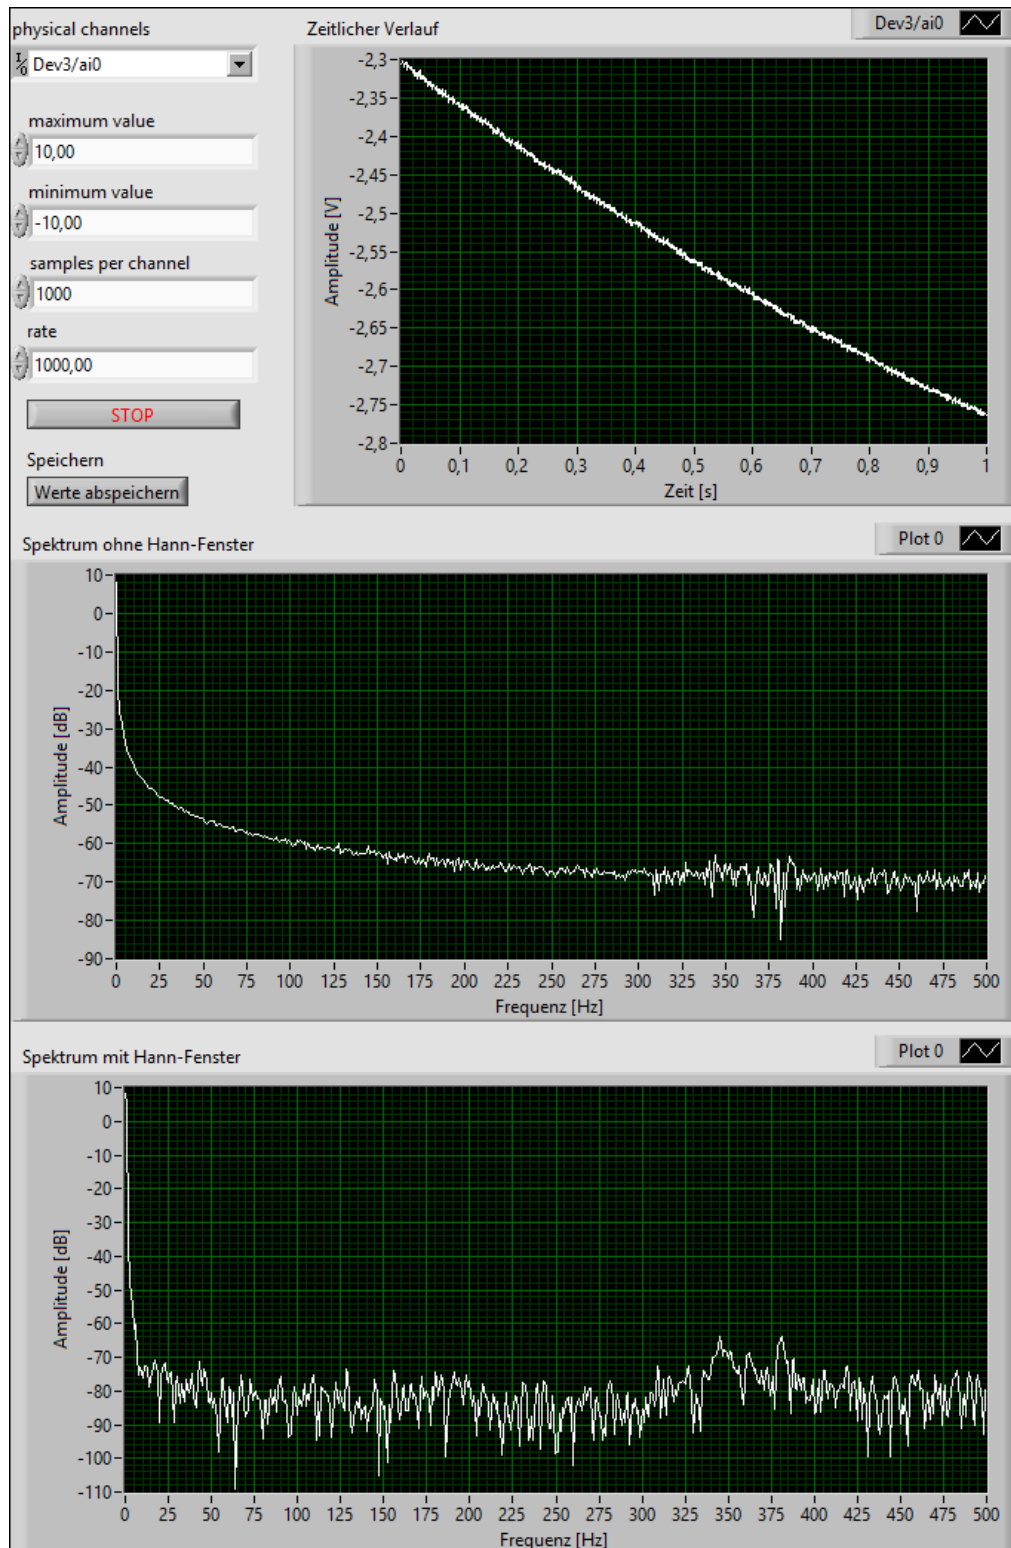 physical channels
Dev3/ai0
maximum value
10,00
minimum value
-10,00
samples per channel
1000
rate
1000,00
STOP
Speichern
Werte abspeichern
Zeitlicher Verlauf
Dev3/ai0
Amplitude [V]
-2,3
-2,35
-2,4
-2,45
-2,5
-2,55
-2,6
-2,65
-2,7
-2,75
-2,8
0 0,1 0,2 0,3 0,4 0,5 0,6 0,7 0,8 0,9 1
Zeit [s]
Spektrum ohne Hann-Fenster
Plot 0
Amplitude [dB]
10
0
-10
-20
-30
-40
-50
-60
-70
-80
-90
0 25 50 75 100 125 150 175 200 225 250 275 300 325 350 375 400 425 450 475 500
Frequenz [Hz]
Spektrum mit Hann-Fenster
Plot 0
Amplitude [dB]
10
0
-10
-20
-30
-40
-50
-60
-70
-80
-90
-100
-110
0 25 50 75 100 125 150 175 200 225 250 275 300 325 350 375 400 425 450 475 500
Frequenz [Hz]